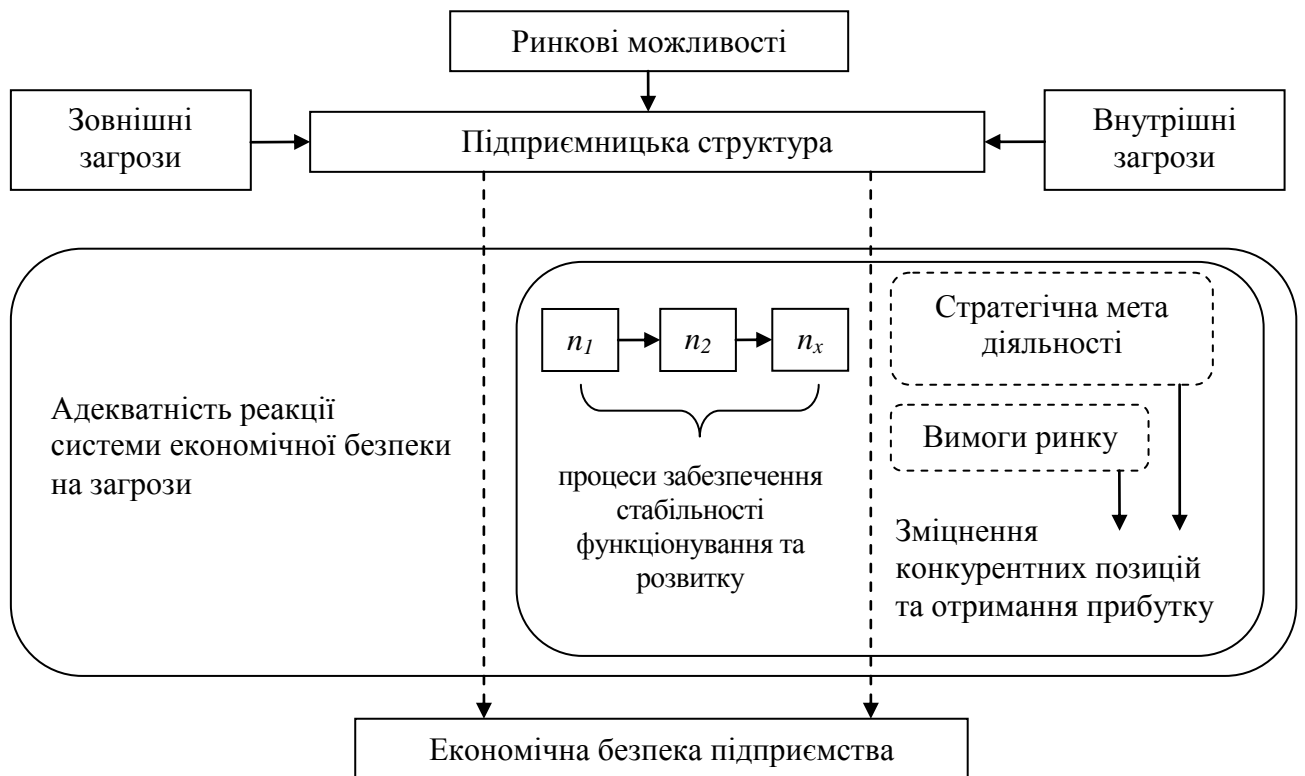 Ринкові можливості
Зовнішні
загрози
Підприємницька структура
Внутрішні
загрози
Адекватність реакції
системи економічної безпеки
на загрози
n1
n2
nx
процеси забезпечення
стабільності
функціонування та
розвитку
Стратегічна мета
діяльності
Вимоги ринку
Зміцнення
конкурентних позицій
та отримання прибутку
Економічна безпека підприємства